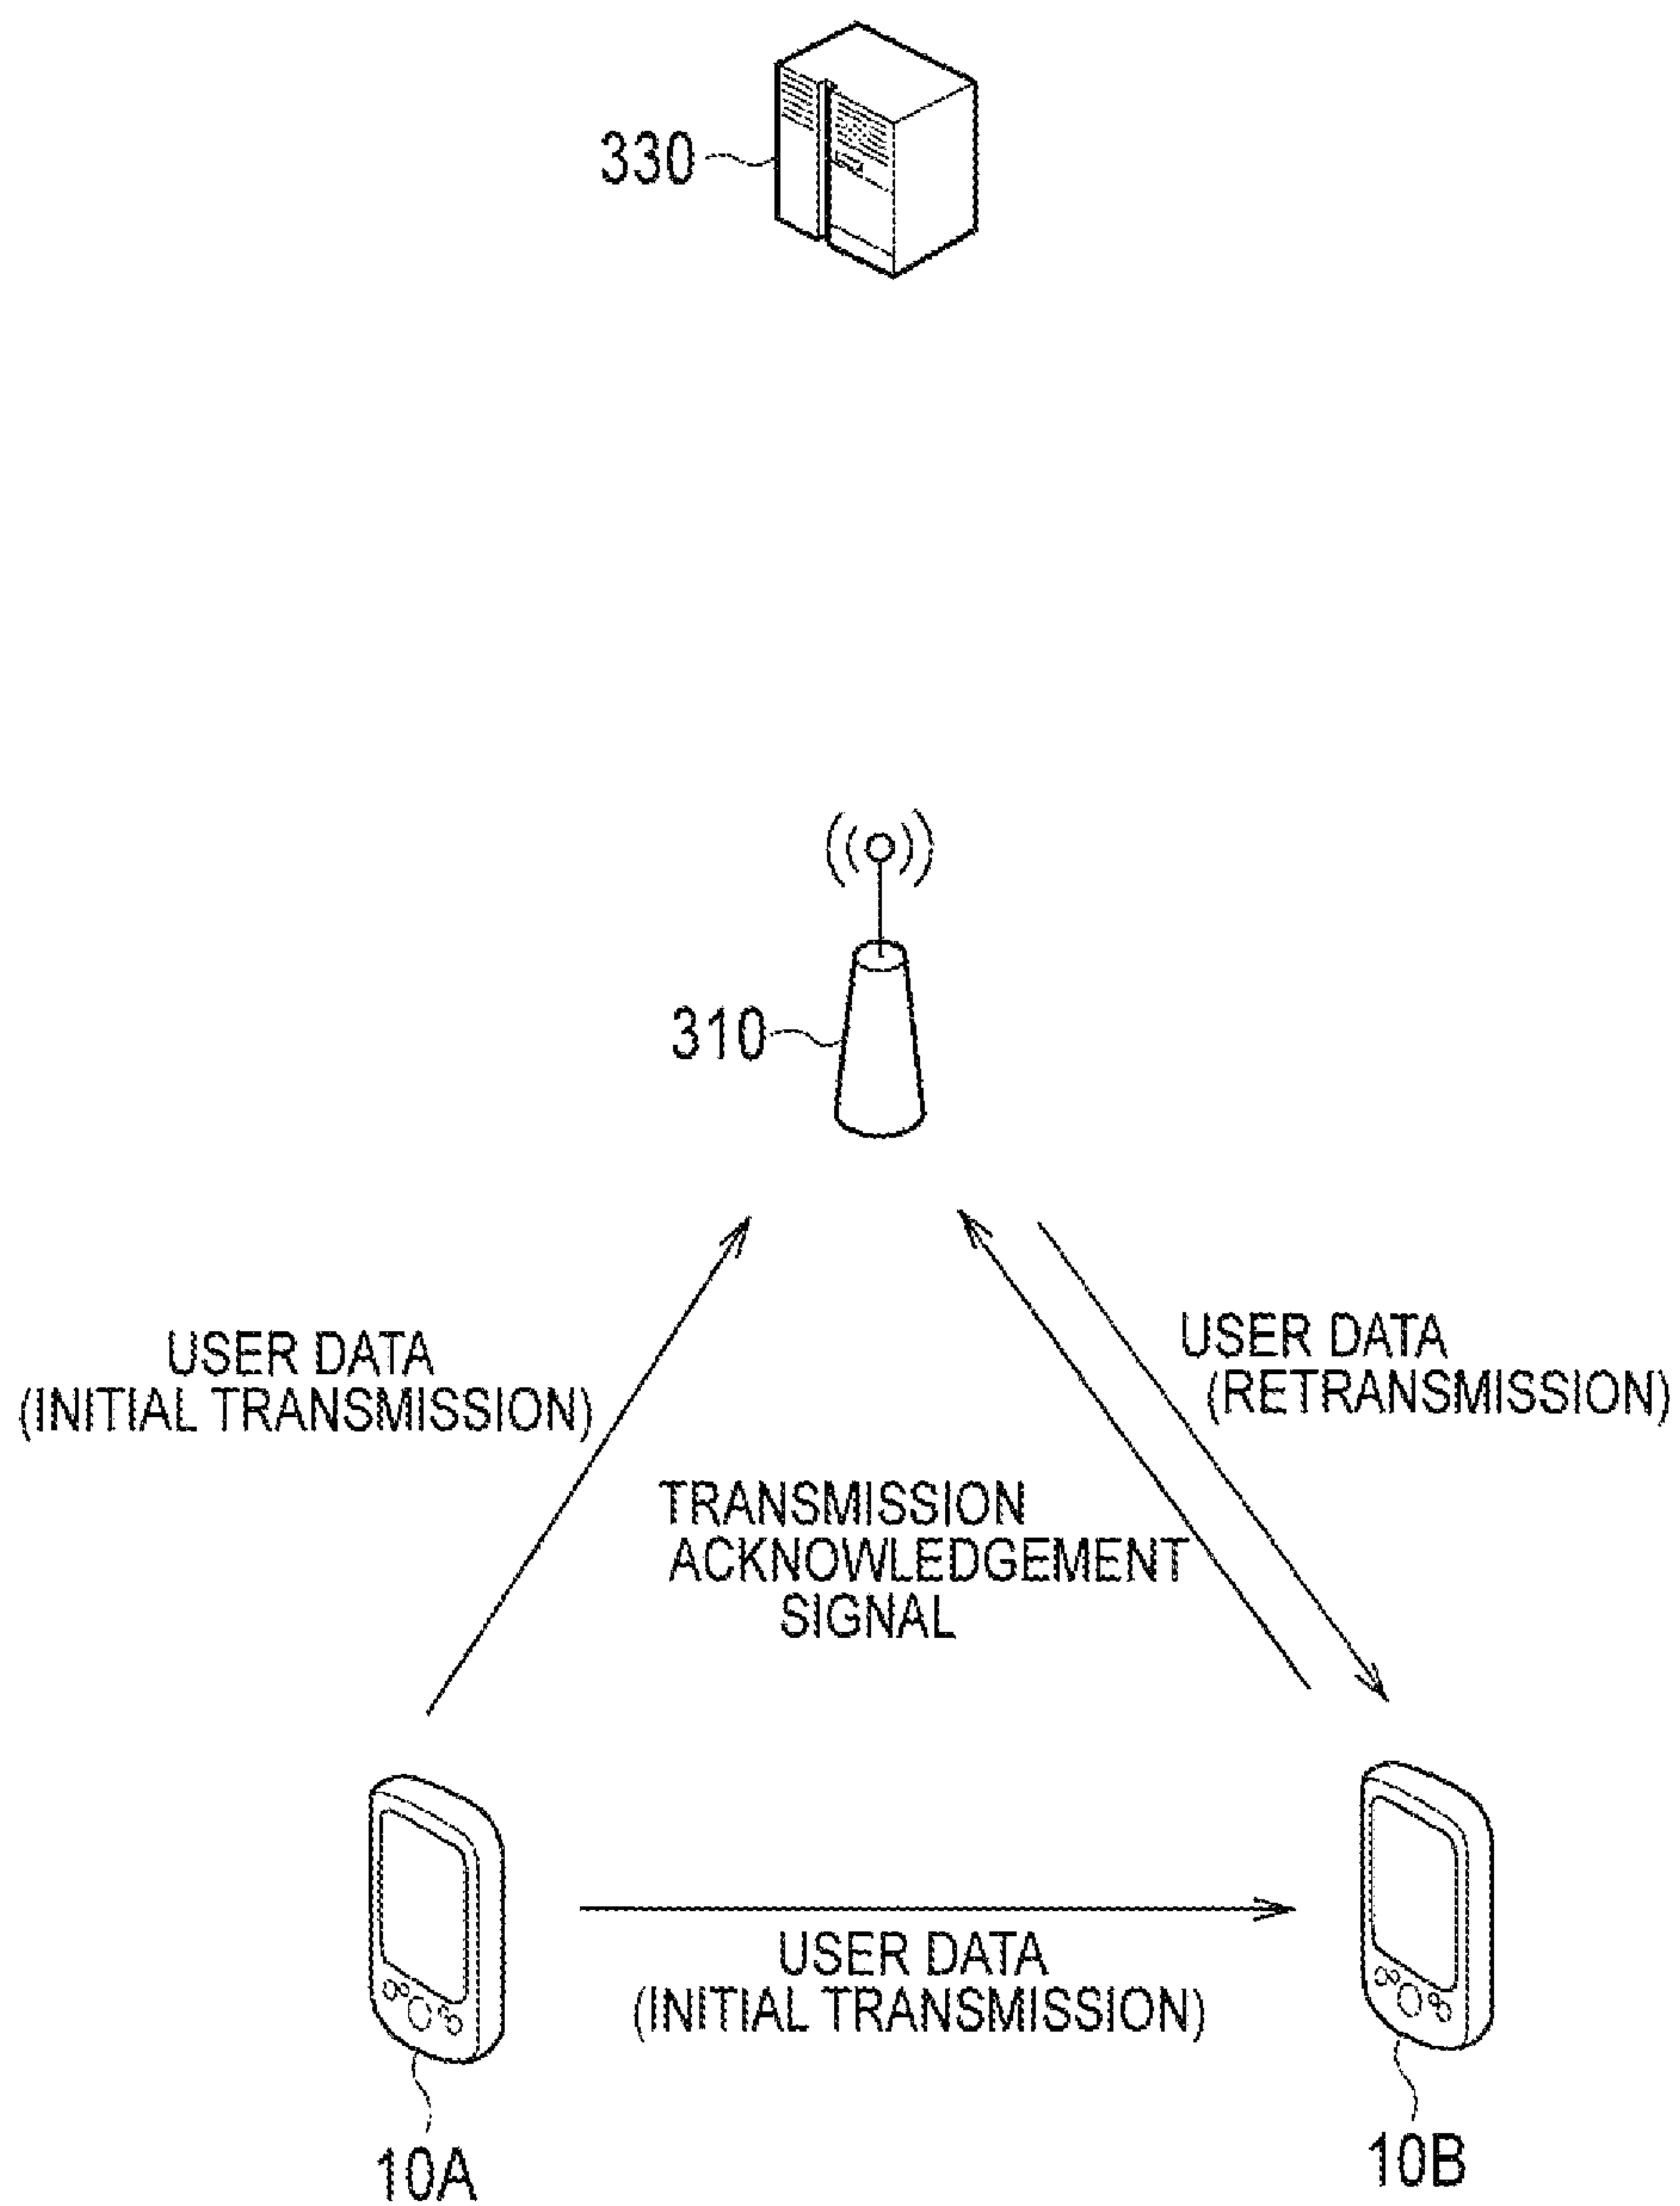 330
310
USER DATA
(INITIAL TRANSMISSION)
USER DATA
(RETRANSMISSION)
TRANSMISSION
ACKNOWLEDGEMENT
SIGNAL
USER DATA
(INITIAL TRANSMISSION)
10A
10B